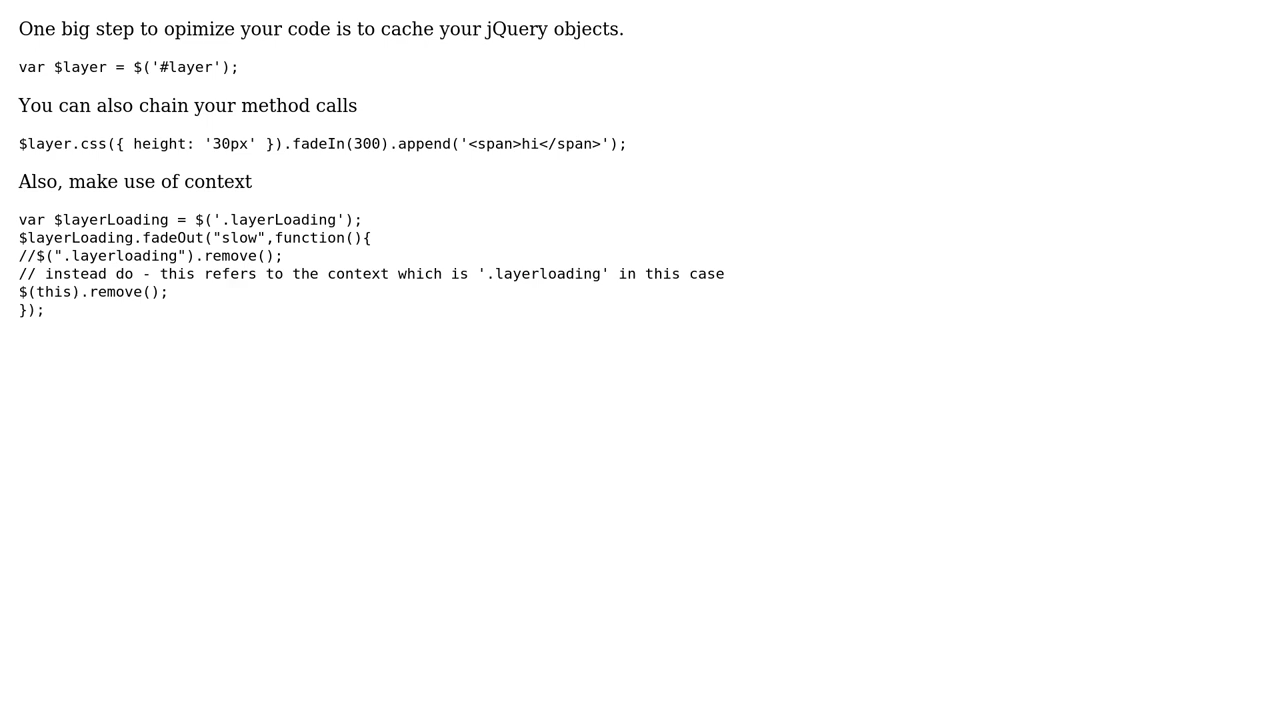 One big step to opimize your code is to cache your jQuery objects.
var $layer = $('#layer');
You can also chain your method calls
$layer.css({ height: '30px' }).fadeIn(300).append('<span>hi</span>');
Also, make use of context
var $layerLoading = $('.layerLoading');
$layerLoading.fadeOut("slow",function(){
//$(".layerloading").remove();
// instead do - this refers to the context which is '.layerloading' in this case
$(this).remove();
});